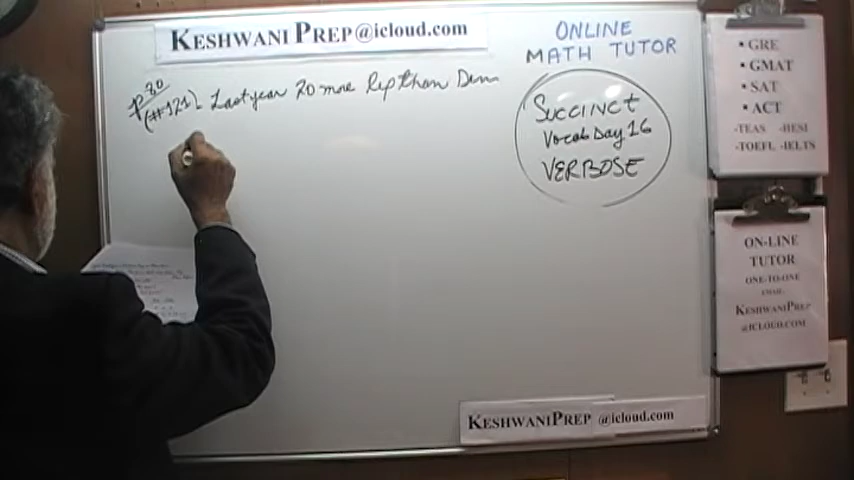 KESHWANI PREP@icloud.com
P80
(#121). Last year 20 more Rep than Dem
ONLINE
MATH TUTOR
SUCCINCT
Vocab Day 16
VERBOSE
• GRE
• GMAT
• SAT
• ACT
-TEAS -HESI
-TOEFL -IELTS
ON-LINE
TUTOR
ONE-TO-ONE
EMAIL:
KESHWANIPREP
@ICLOUD.COM
KESHWANIPREP @icloud.com